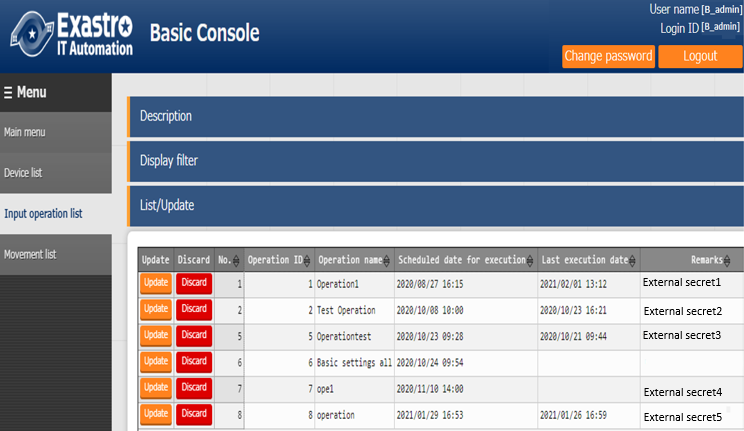 Exastro
IT Automation
Basic Console
User name [B_admin]
Login ID [B_admin]
Change password Logout
Menu
Main menu
Device list
Input operation list
Movement list
Description
Display filter
List/Update
Update Discard No. Operation ID Operation name Scheduled date for execution Last execution date Remarks
Update Discard 1 1 Operation1 2020/08/27 16:15 2021/02/01 13:12 External secret1
Update Discard 2 2 Test Operation 2020/10/08 10:00 2020/10/23 16:21 External secret2
Update Discard 5 5 Operationtest 2020/10/23 09:28 2020/10/21 09:44 External secret3
Update Discard 6 6 Basic settings all 2020/10/24 09:54
Update Discard 7 7 ope1 2020/11/10 14:00 External secret4
Update Discard 8 8 operation 2021/01/29 16:53 2021/01/26 16:59 External secret5